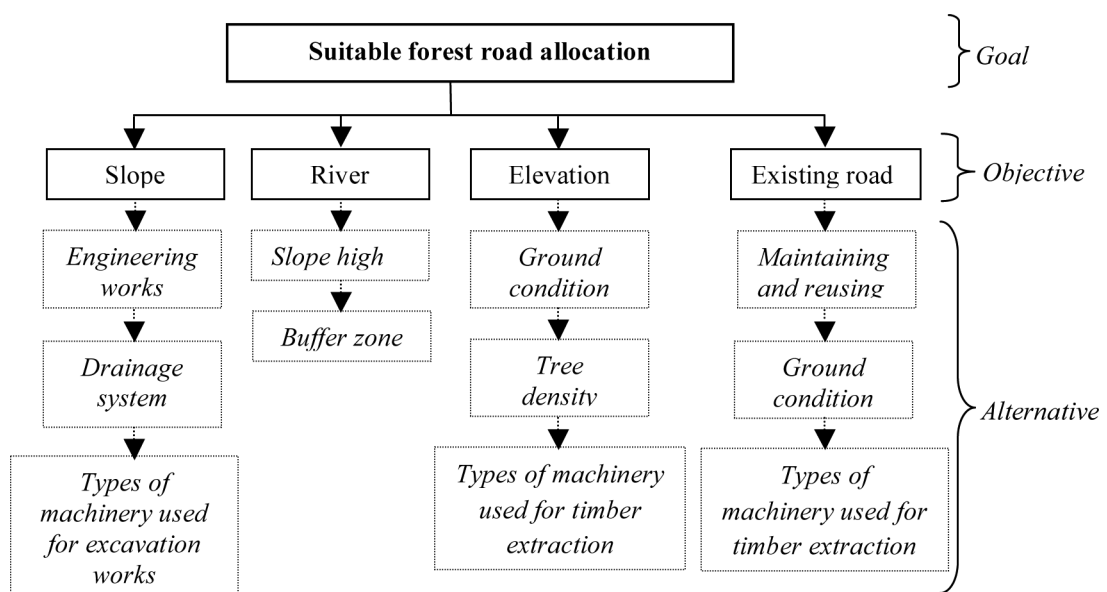 Suitable forest road allocation
Goal
Slope
River
Elevation
Existing road
Objective
Engineering
works
Drainage
system
Types of
machinery used
for excavation
works
Slope high
Buffer zone
Ground
condition
Tree
density
Types of machinery
used for timber
extraction
Maintaining
and reusing
Ground
condition
Types of
machinery used for
timber extraction
Alternative